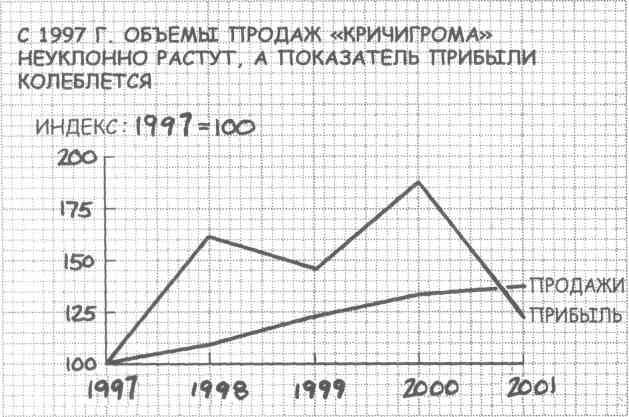 С 1997 Г. ОБЪЕМЫ ПРОДАЖ «КРИЧИГРОМА»
НЕУКЛОННО РАСТУТ, А ПОКАЗАТЕЛЬ ПРИБЫЛИ
КОЛЕБЛЕТСЯ
ИНДЕКС: 1997=100
200
175
150
125
100
ПРОДАЖИ
ПРИБЫЛЬ
1997 1998 1999 2000 2001